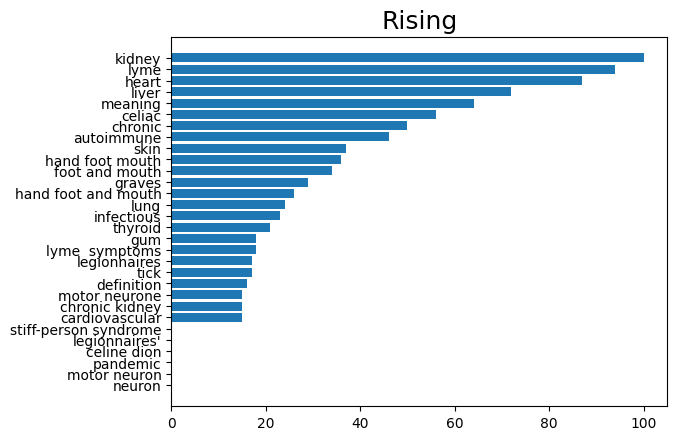 Rising
kidney
lyme
heart
liver
meaning
celiac
chronic
autoimmune
skin
hand foot mouth
foot and mouth
graves
hand foot and mouth
lung
infectious
thyroid
gum
lyme  symptoms
legionnaires
tick
definition
motor neurone
chronic kidney
cardiovascular
stiff-person syndrome
legionnaires'
celine dion
pandemic
motor neuron
neuron
0 20 40 60 80 100